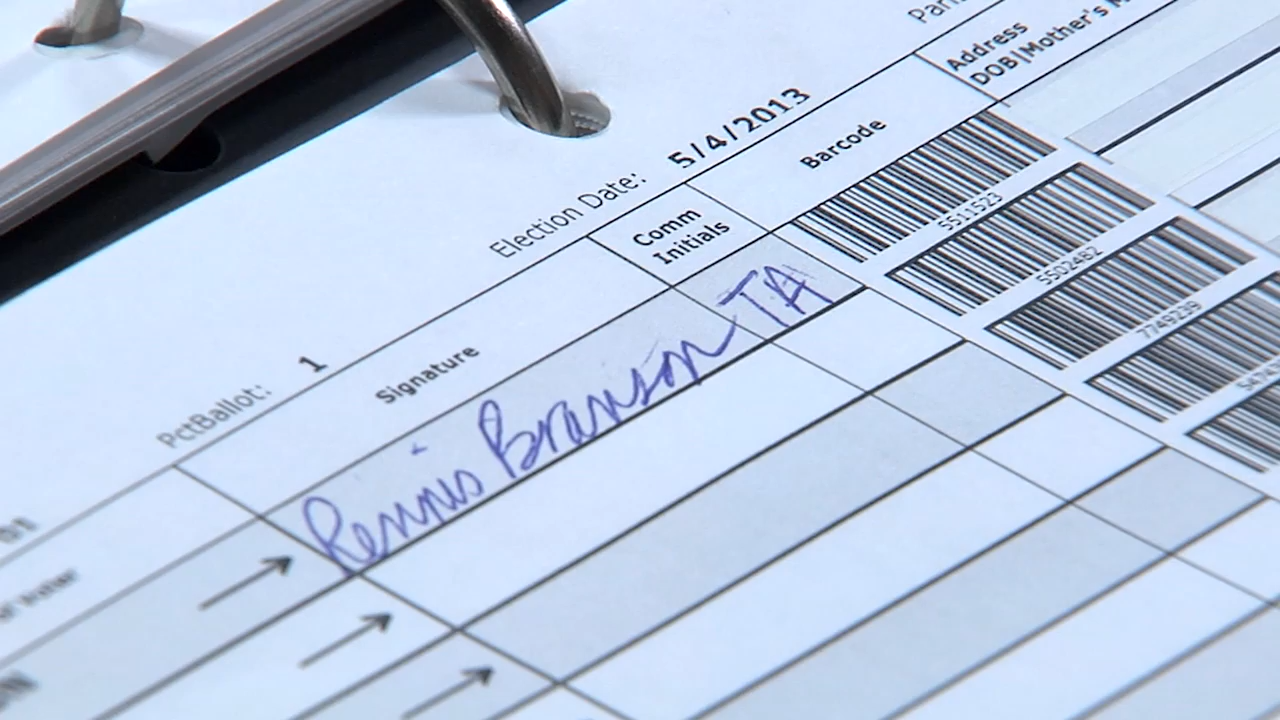 Election Date: 5/4/2013
PctBallot: 1
Signature
Comm
Initials
Barcode
Address
DOB|Mother's
Branson TA
5511523
5502482
7749239